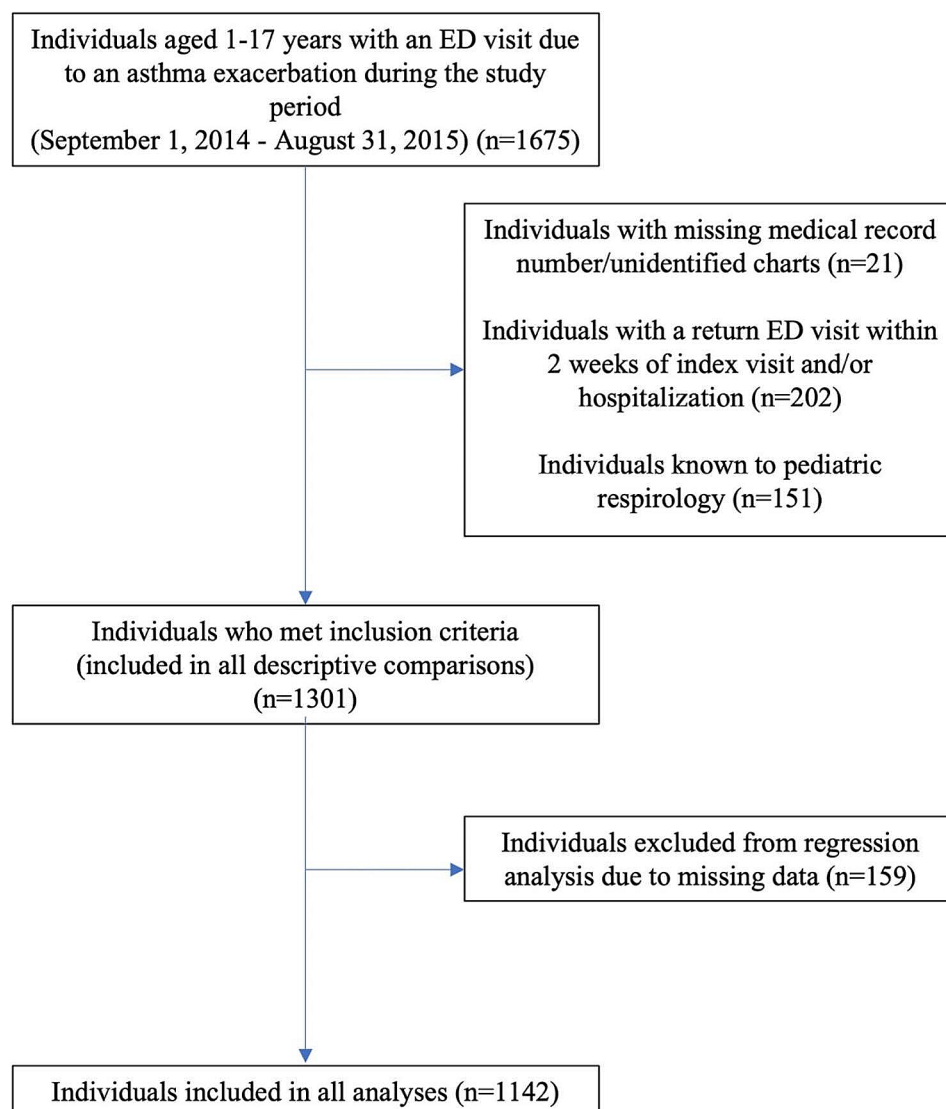 Individuals aged 1-17 years with an ED visit due
to an asthma exacerbation during the study
period
(September 1, 2014 - August 31, 2015) (n=1675)
Individuals with missing medical record
number/unidentified charts (n=21)
Individuals with a return ED visit within
2 weeks of index visit and/or
hospitalization (n=202)
Individuals known to pediatric
respirology (n=151)
Individuals who met inclusion criteria
(included in all descriptive comparisons)
(n=1301)
Individuals excluded from regression
analysis due to missing data (n=159)
Individuals included in all analyses (n=1142)